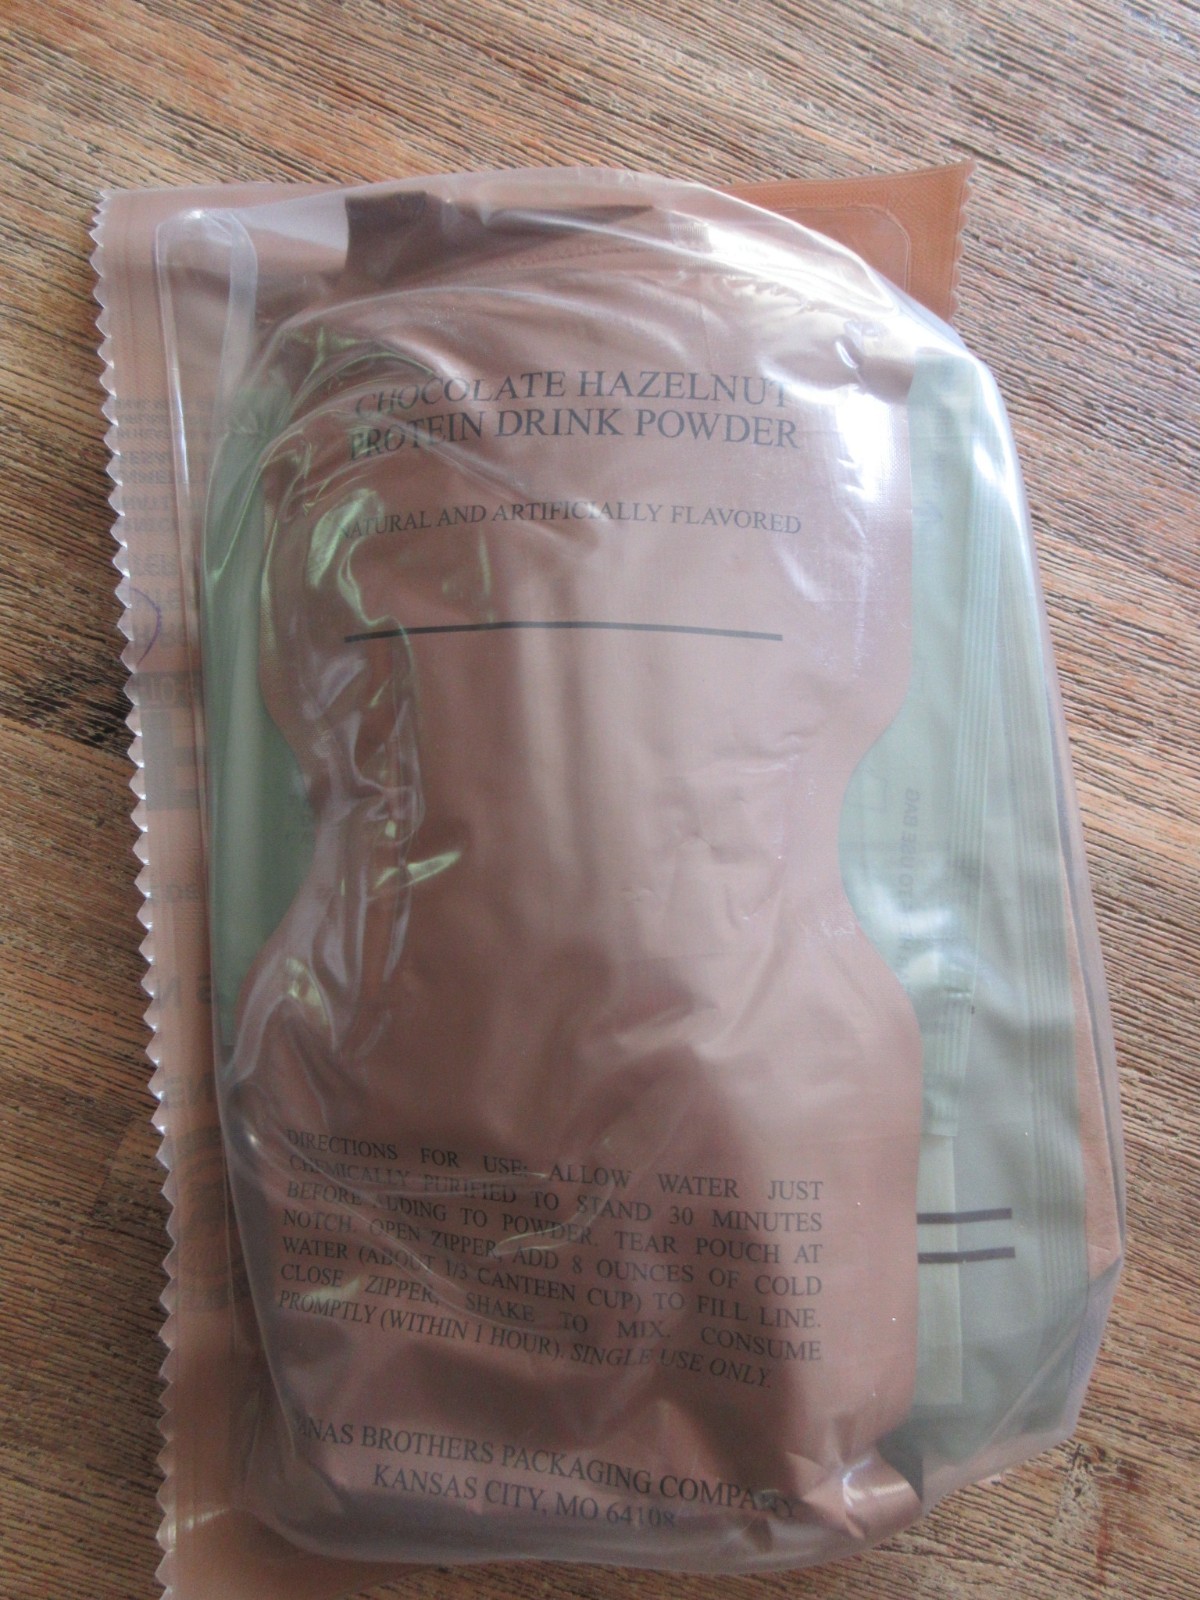 CHOCOLATE HAZELNUT
PROTEIN DRINK POWDER
NATURAL AND ARTIFICIALLY FLAVORED
DIRECTIONS FOR USE: ALLOW WATER JUST
CHEMICALLY PURIFIED TO STAND 30 MINUTES
BEFORE ADDING TO POWDER. TEAR POUCH AT
NOTCH. OPEN ZIPPER, ADD 8 OUNCES OF COLD
WATER (ABOUT 1/3 CANTEEN CUP) TO FILL LINE.
CLOSE ZIPPER, SHAKE TO MIX. CONSUME
PROMPTLY (WITHIN 1 HOUR). SINGLE USE ONLY.
BROTHERS PACKAGING COMPANY
KANSAS CITY, MO 64108
USE BAG